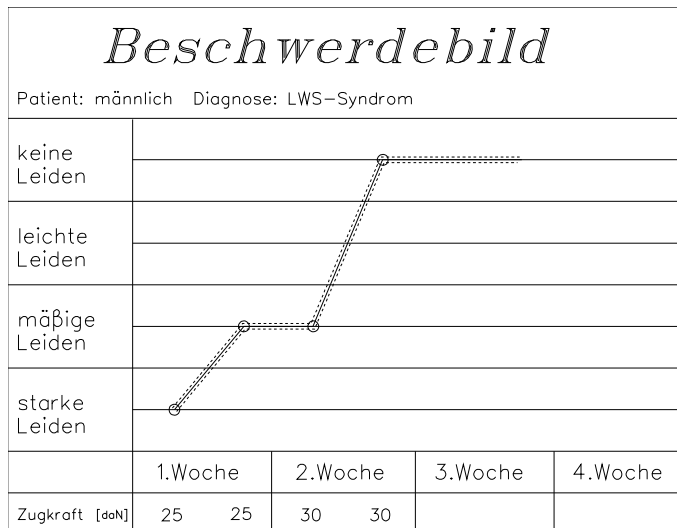 Beschwerdebild
Patient: männlich Diagnose: LWS-Syndrom
keine
Leiden
leichte
Leiden
mäßige
Leiden
starke
Leiden
1.Woche 2.Woche 3.Woche 4.Woche
Zugkraft [daN] 25 25 30 30